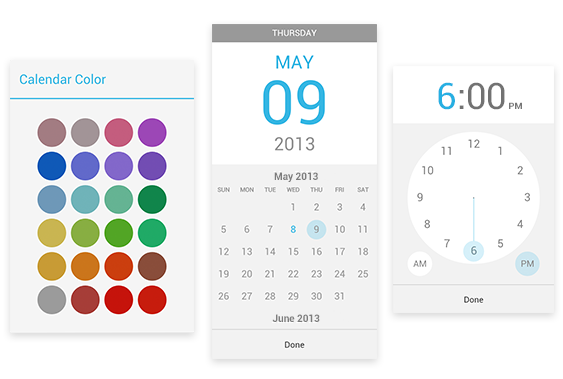 Calendar Color
THURSDAY
MAY
09
2013
May 2013
SUN MON TUE WED THU FRI SAT
1 2 3 4
5 6 7 8 9 10 11
12 13 14 15 16 17 18
19 20 21 22 23 24 25
26 27 28 29 30 31
June 2013
Done
6:00 PM
12
11 1
10 2
9 3
8 4
7 5
6
AM PM
Done